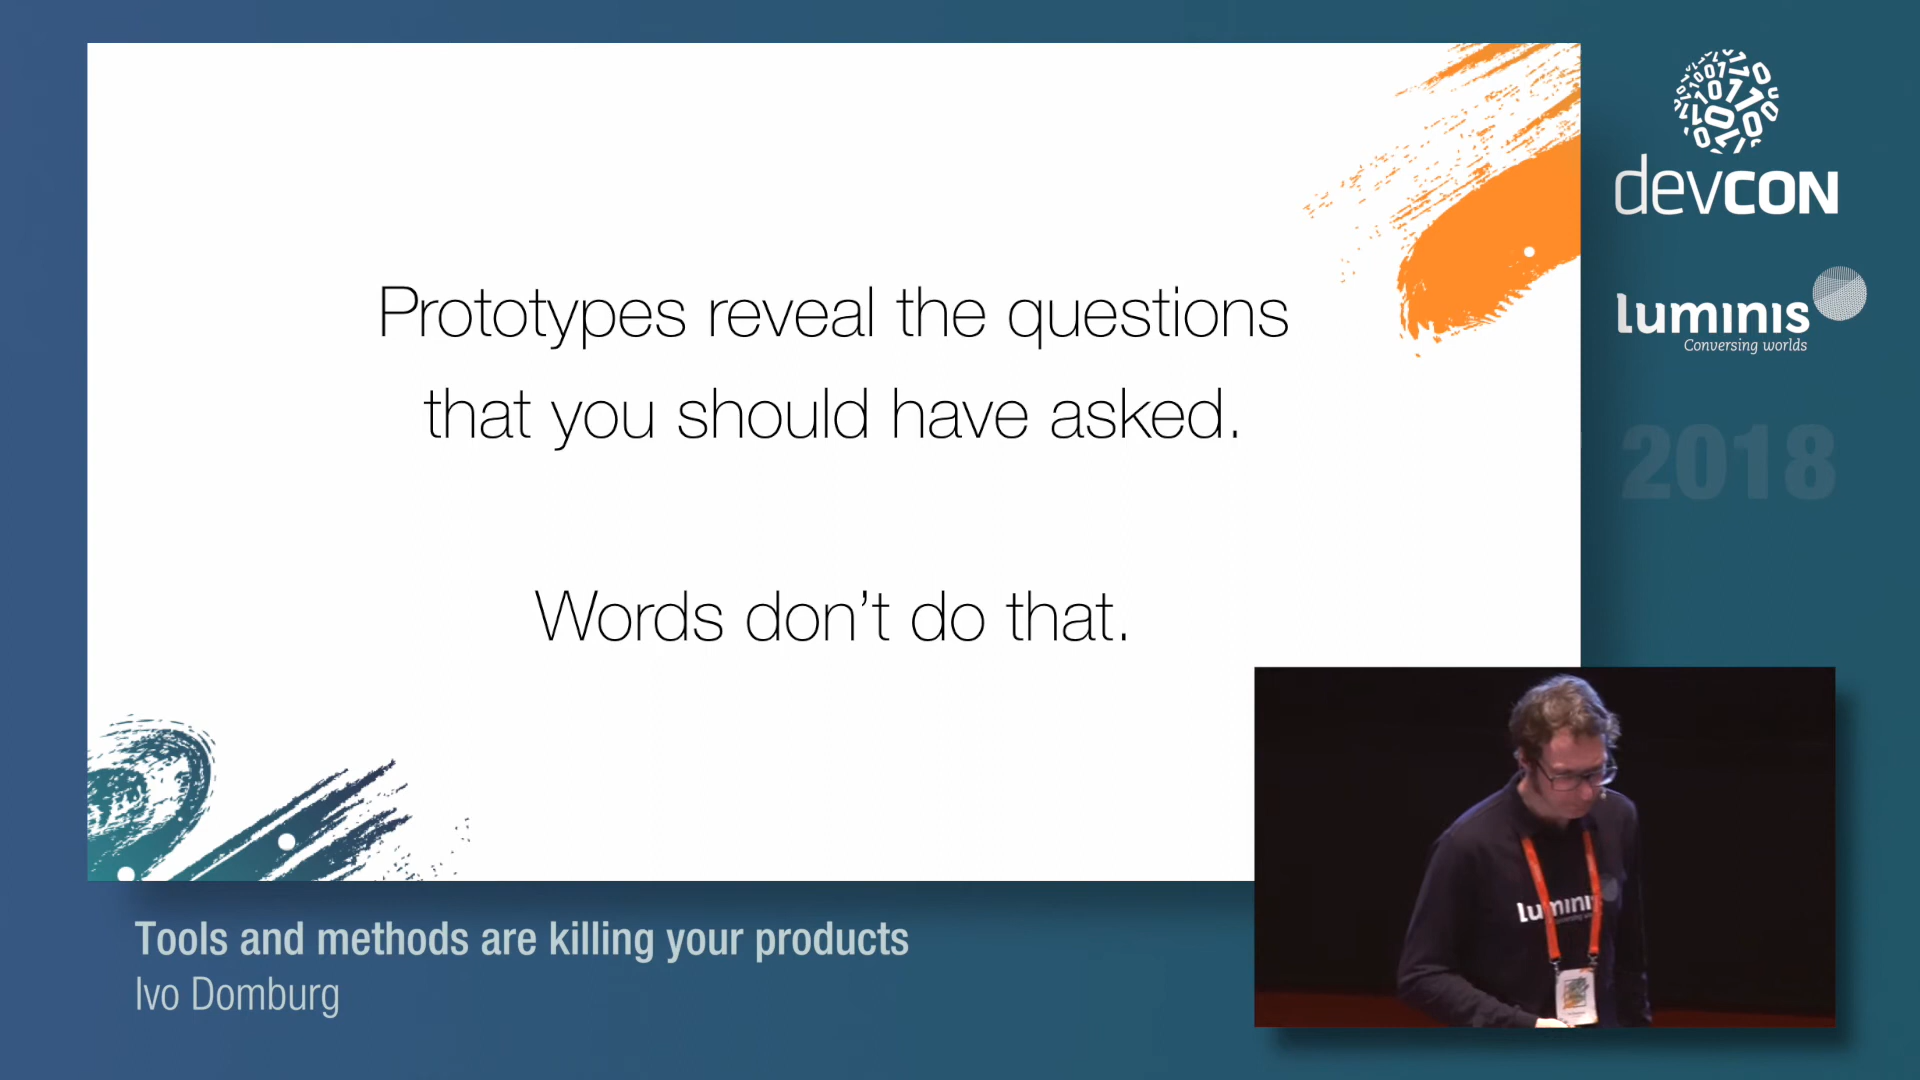 Prototypes reveal the questions
that you should have asked.
Words don't do that.
devcon
luminis
Conversing worlds
2018
Tools and methods are killing your products
Ivo Domburg